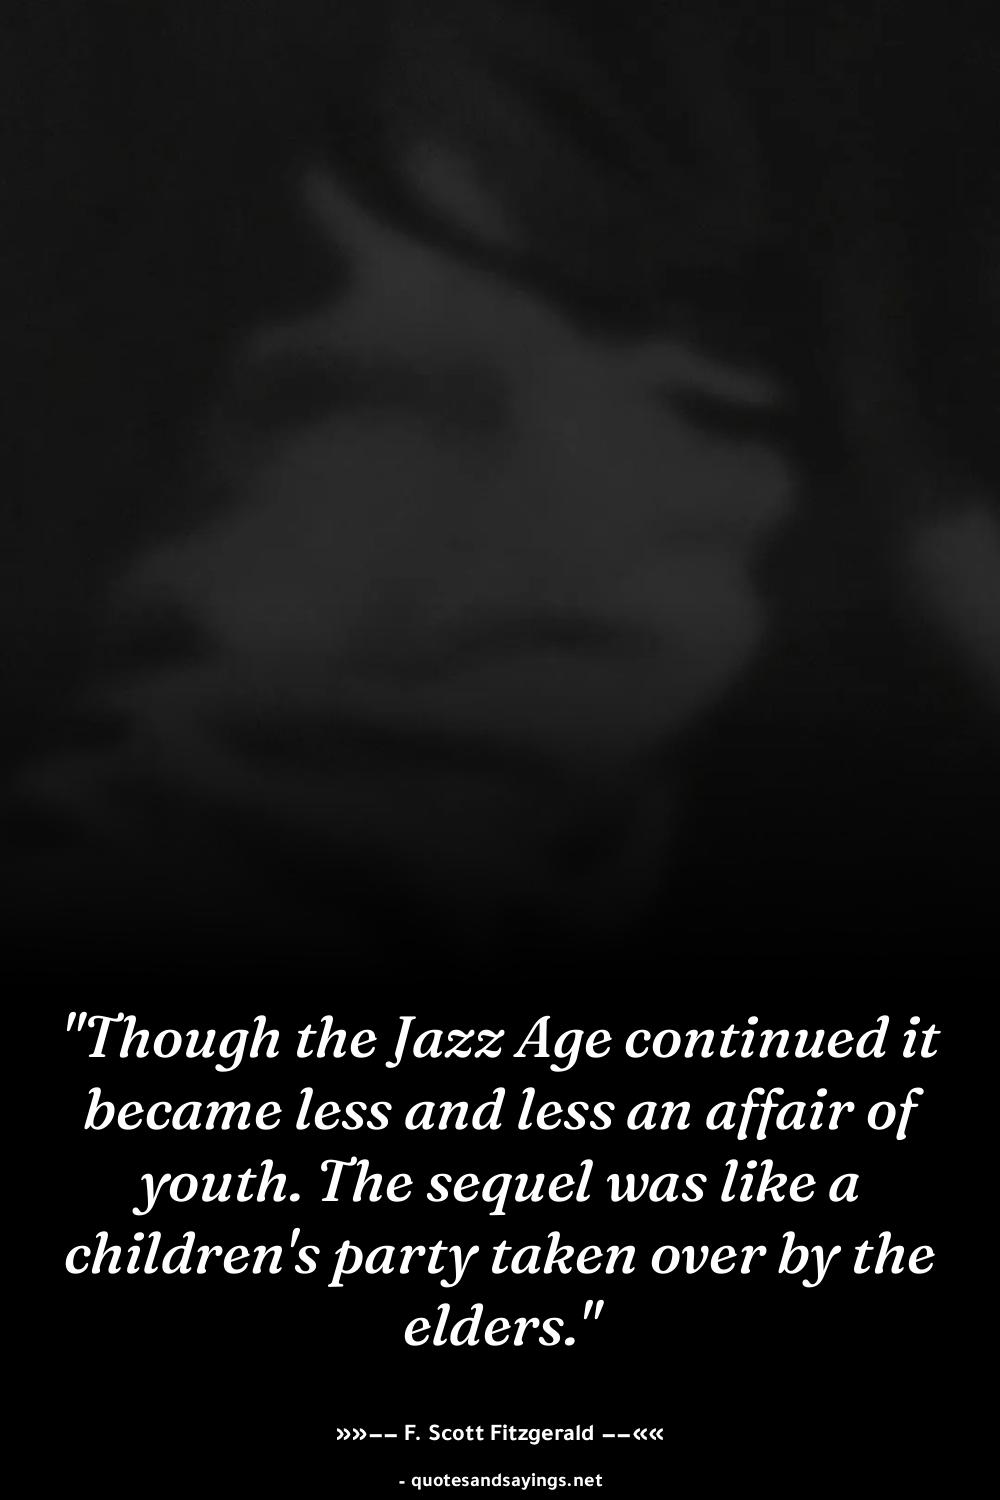 "Though the Jazz Age continued it
became less and less an affair of
youth. The sequel was like a
children's party taken over by the
elders."
»»−− F. Scott Fitzgerald −−««
- quotesandsayings.net